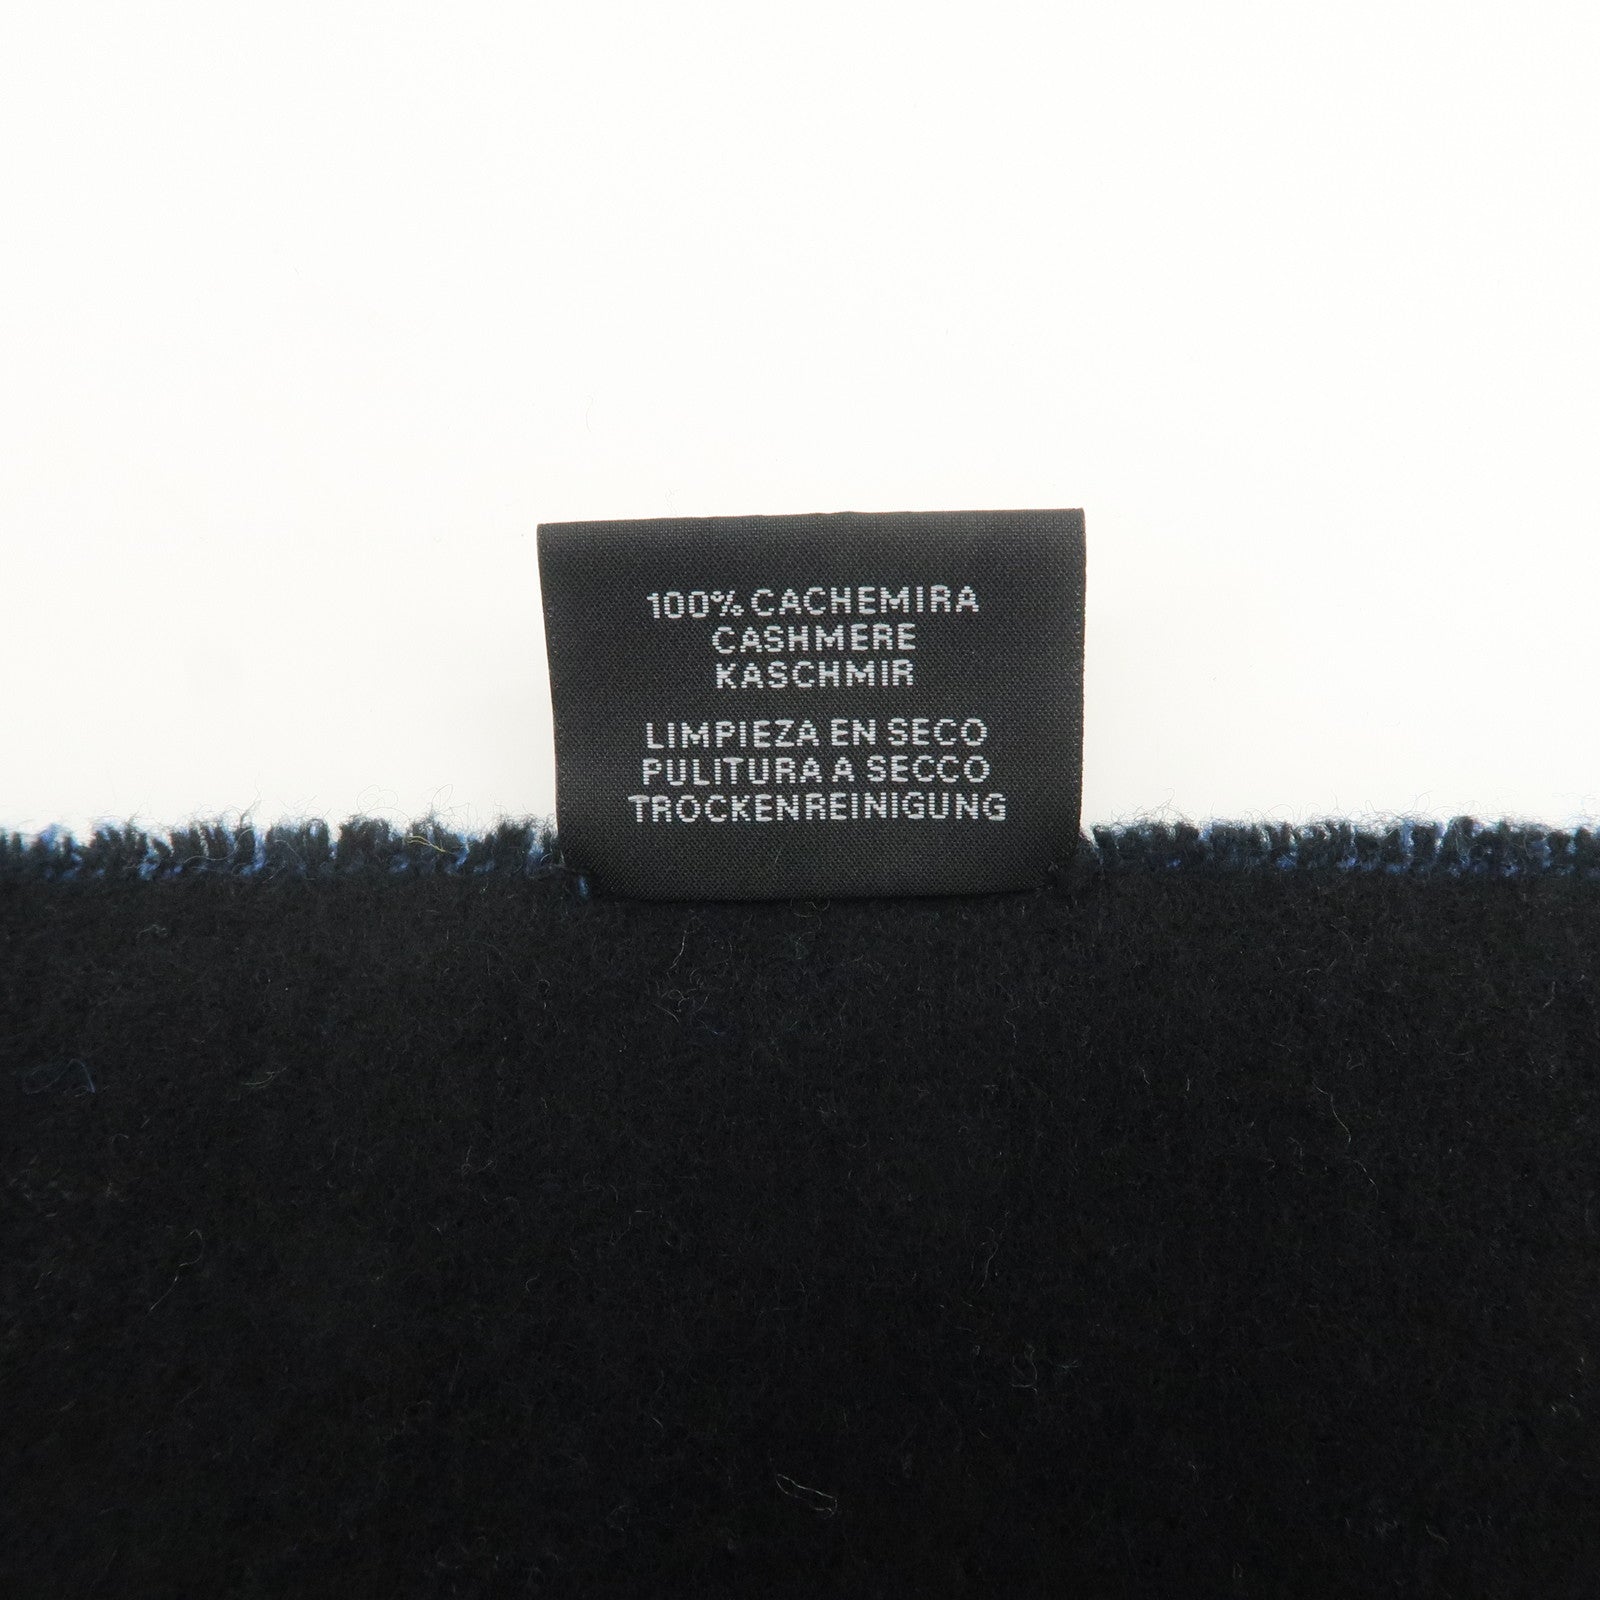 100% CACHEMIRA
CASHMERE
KASCHMIR
LIMPIEZA EN SECO
PULITURA A SECCO
TROCKENREINIGUNG